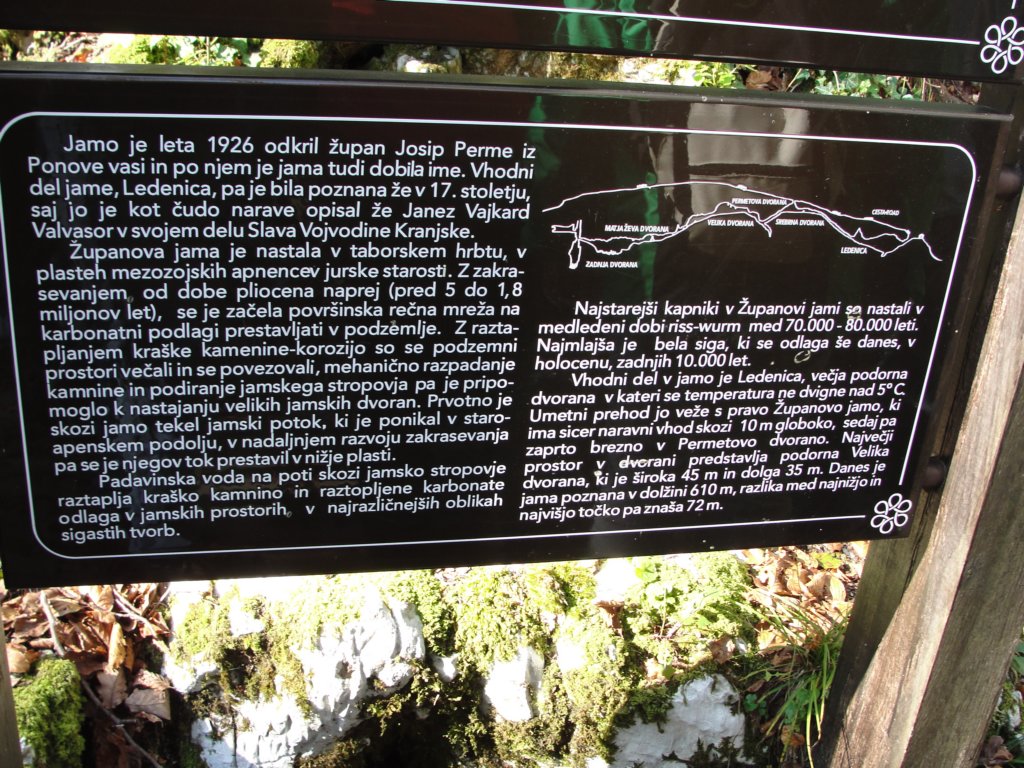 Jamo je leta 1926 odkril župan Josip Perme iz
Ponove vasi in po njem je jama tudi dobila ime. Vhodni
del jame, Ledenica, pa je bila poznana že v 17. stoletju,
saj jo je kot čudo narave opisal že Janez Vajkard
Valvasor v svojem delu Slava Vojvodine Kranjske.
Županova jama je nastala v taborskem hrbtu, v
plasteh mezozojskih apnencev jurske starosti. Z zakra-
sevanjem, od dobe pliocena naprej (pred 5 do 1,8
miljonov let), se je začela površinska rečna mreža na
karbonatni podlagi prestavljati v podzemlje. Z razta-
pljanjem kraške kamenine-korozijo so se podzemni
prostori večali in se povezovali, mehanično razpadanje
kamnine in podiranje jamskega stropovja pa je pripo-
moglo k nastajanju velikih jamskih dvoran. Prvotno je
skozi jamo tekel jamski potok, ki je ponikal v staro-
apenskem podolju, v nadaljnjem razvoju zakrasevanja
pa se je njegov tok prestavil v nižje plasti.
Padavinska voda na poti skozi jamsko stropovje
raztaplja kraško kamnino in raztopljene karbonate
odlaga v jamskih prostorih, v najrazličnejših oblikah
sigastih tvorb.
PERMETOVA DVORANA
CESTA-ROAD
MATJAŽEVA DVORANA
VELIKA DVORANA
SREBRNA DVORANA
LEDENICA
ZADNJA DVORANA
Najstarejši kapniki v Županovi jami so nastali v
medledeni dobi riss-wurm med 70.000 - 80.000 leti.
Najmlajša je bela siga, ki se odlaga še danes, v
holocenu, zadnjih 10.000 let.
Vhodni del v jamo je Ledenica, večja podorna
dvorana v kateri se temperatura ne dvigne nad 5° C.
Umetni prehod jo veže s pravo Županovo jamo, ki
ima sicer naravni vhod skozi 10 m globoko, sedaj pa
zaprto brezno v Permetovo dvorano. Največji
prostor v dvorani predstavlja podorna Velika
dvorana, ki je široka 45 m in dolga 35 m. Danes je
jama poznana v dolžini 610 m, razlika med najnižjo in
najvišjo točko pa znaša 72 m.